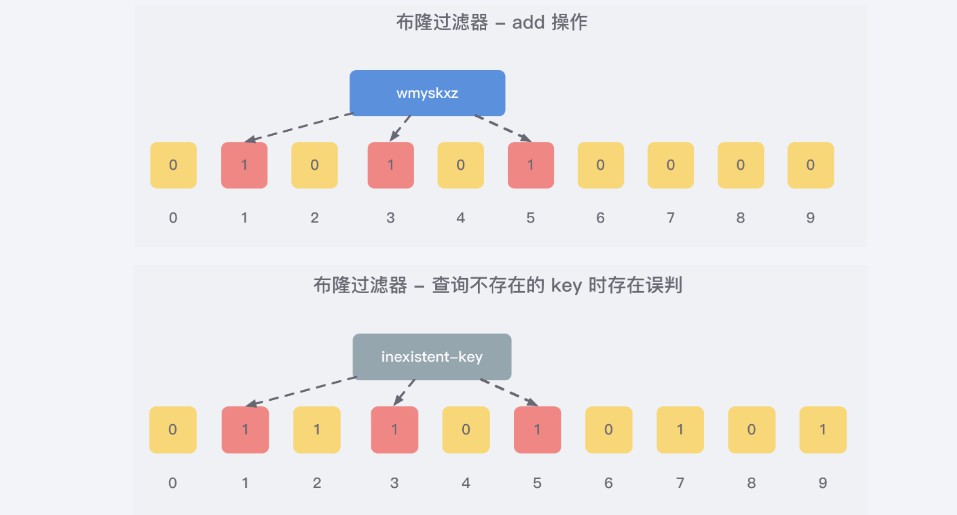 布隆过滤器 – add 操作
wmyskxz
0 1 0 1 0 1 0 0 0 0
0 1 2 3 4 5 6 7 8 9
布隆过滤器 – 查询不存在的 key 时存在误判
inexistent–key
0 1 1 1 0 1 0 1 0 1
0 1 2 3 4 5 6 7 8 9